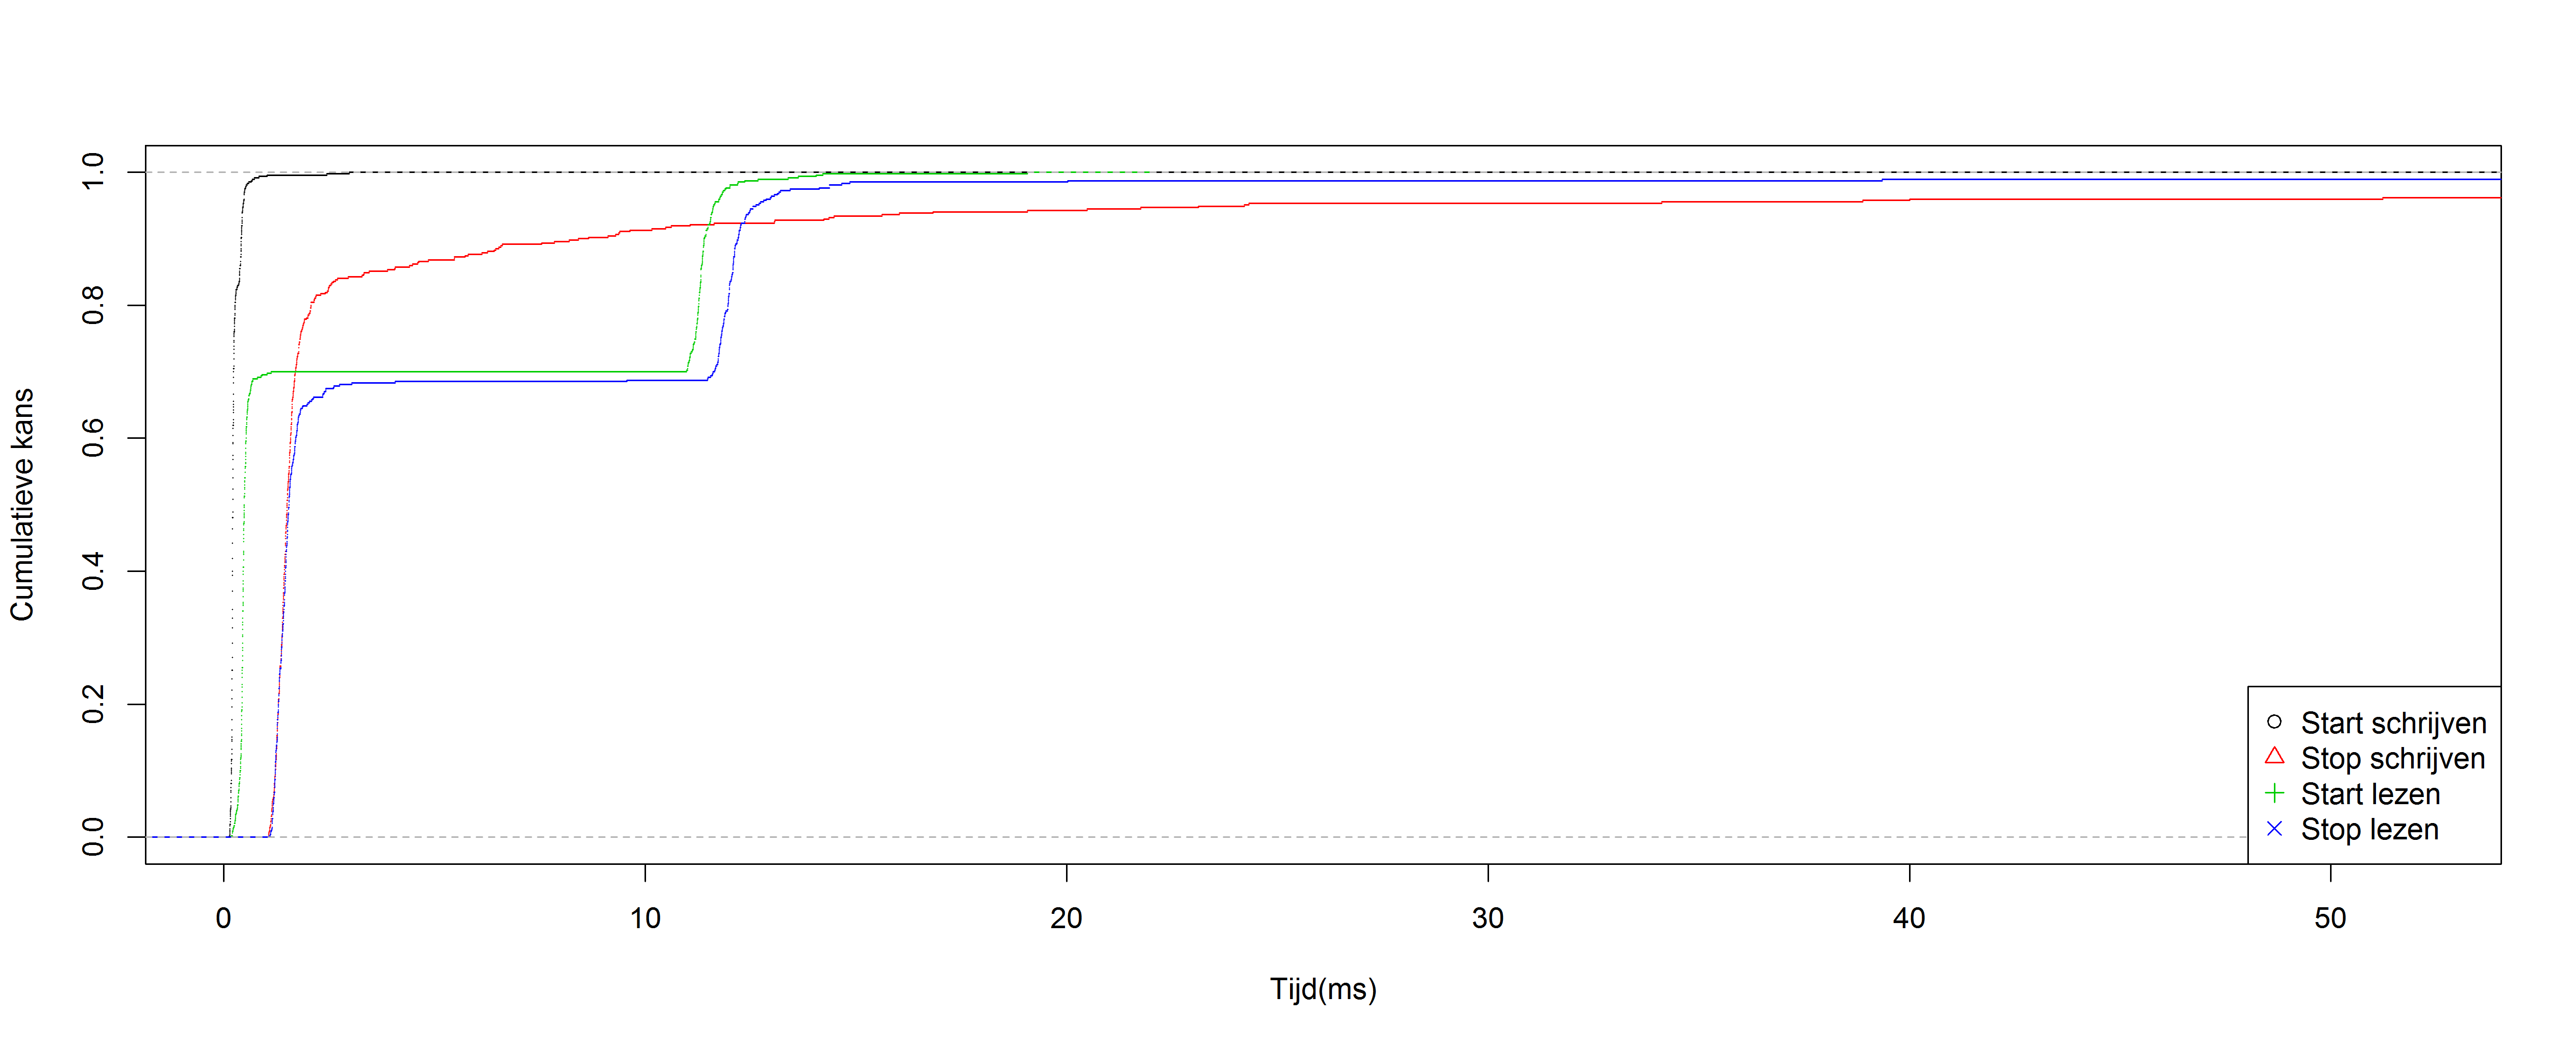 Cumulatieve kans
1.0
0.8
0.6
0.4
0.2
0.0
0 10 20 30 40 50
Tijd(ms)
Start schrijven
Stop schrijven
Start lezen
Stop lezen